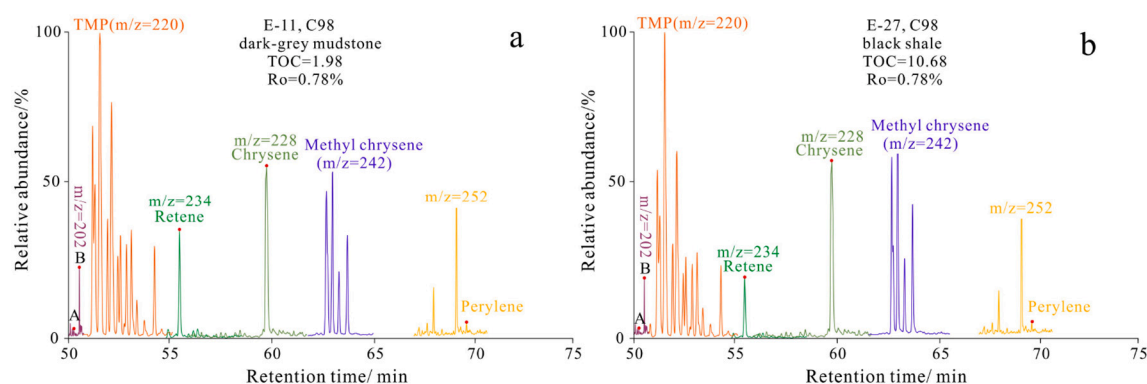 TMP(m/z=220)
E-11, C98
dark-grey mudstone
TOC=1.98
Ro=0.78%
a
m/z=202
B
A
m/z=234
Retene
m/z=228
Chrysene
Methyl chrysene
(m/z=242)
m/z=252
Perylene
Relative abundance/%
100
50
0
50
55
60
65
70
75
Retention time/ min
TMP(m/z=220)
E-27, C98
black shale
TOC=10.68
Ro=0.78%
b
m/z=202
B
A
m/z=234
Retene
m/z=228
Chrysene
Methyl chrysene
(m/z=242)
m/z=252
Perylene
Relative abundance/%
100
50
0
50
55
60
65
70
75
Retention time/ min